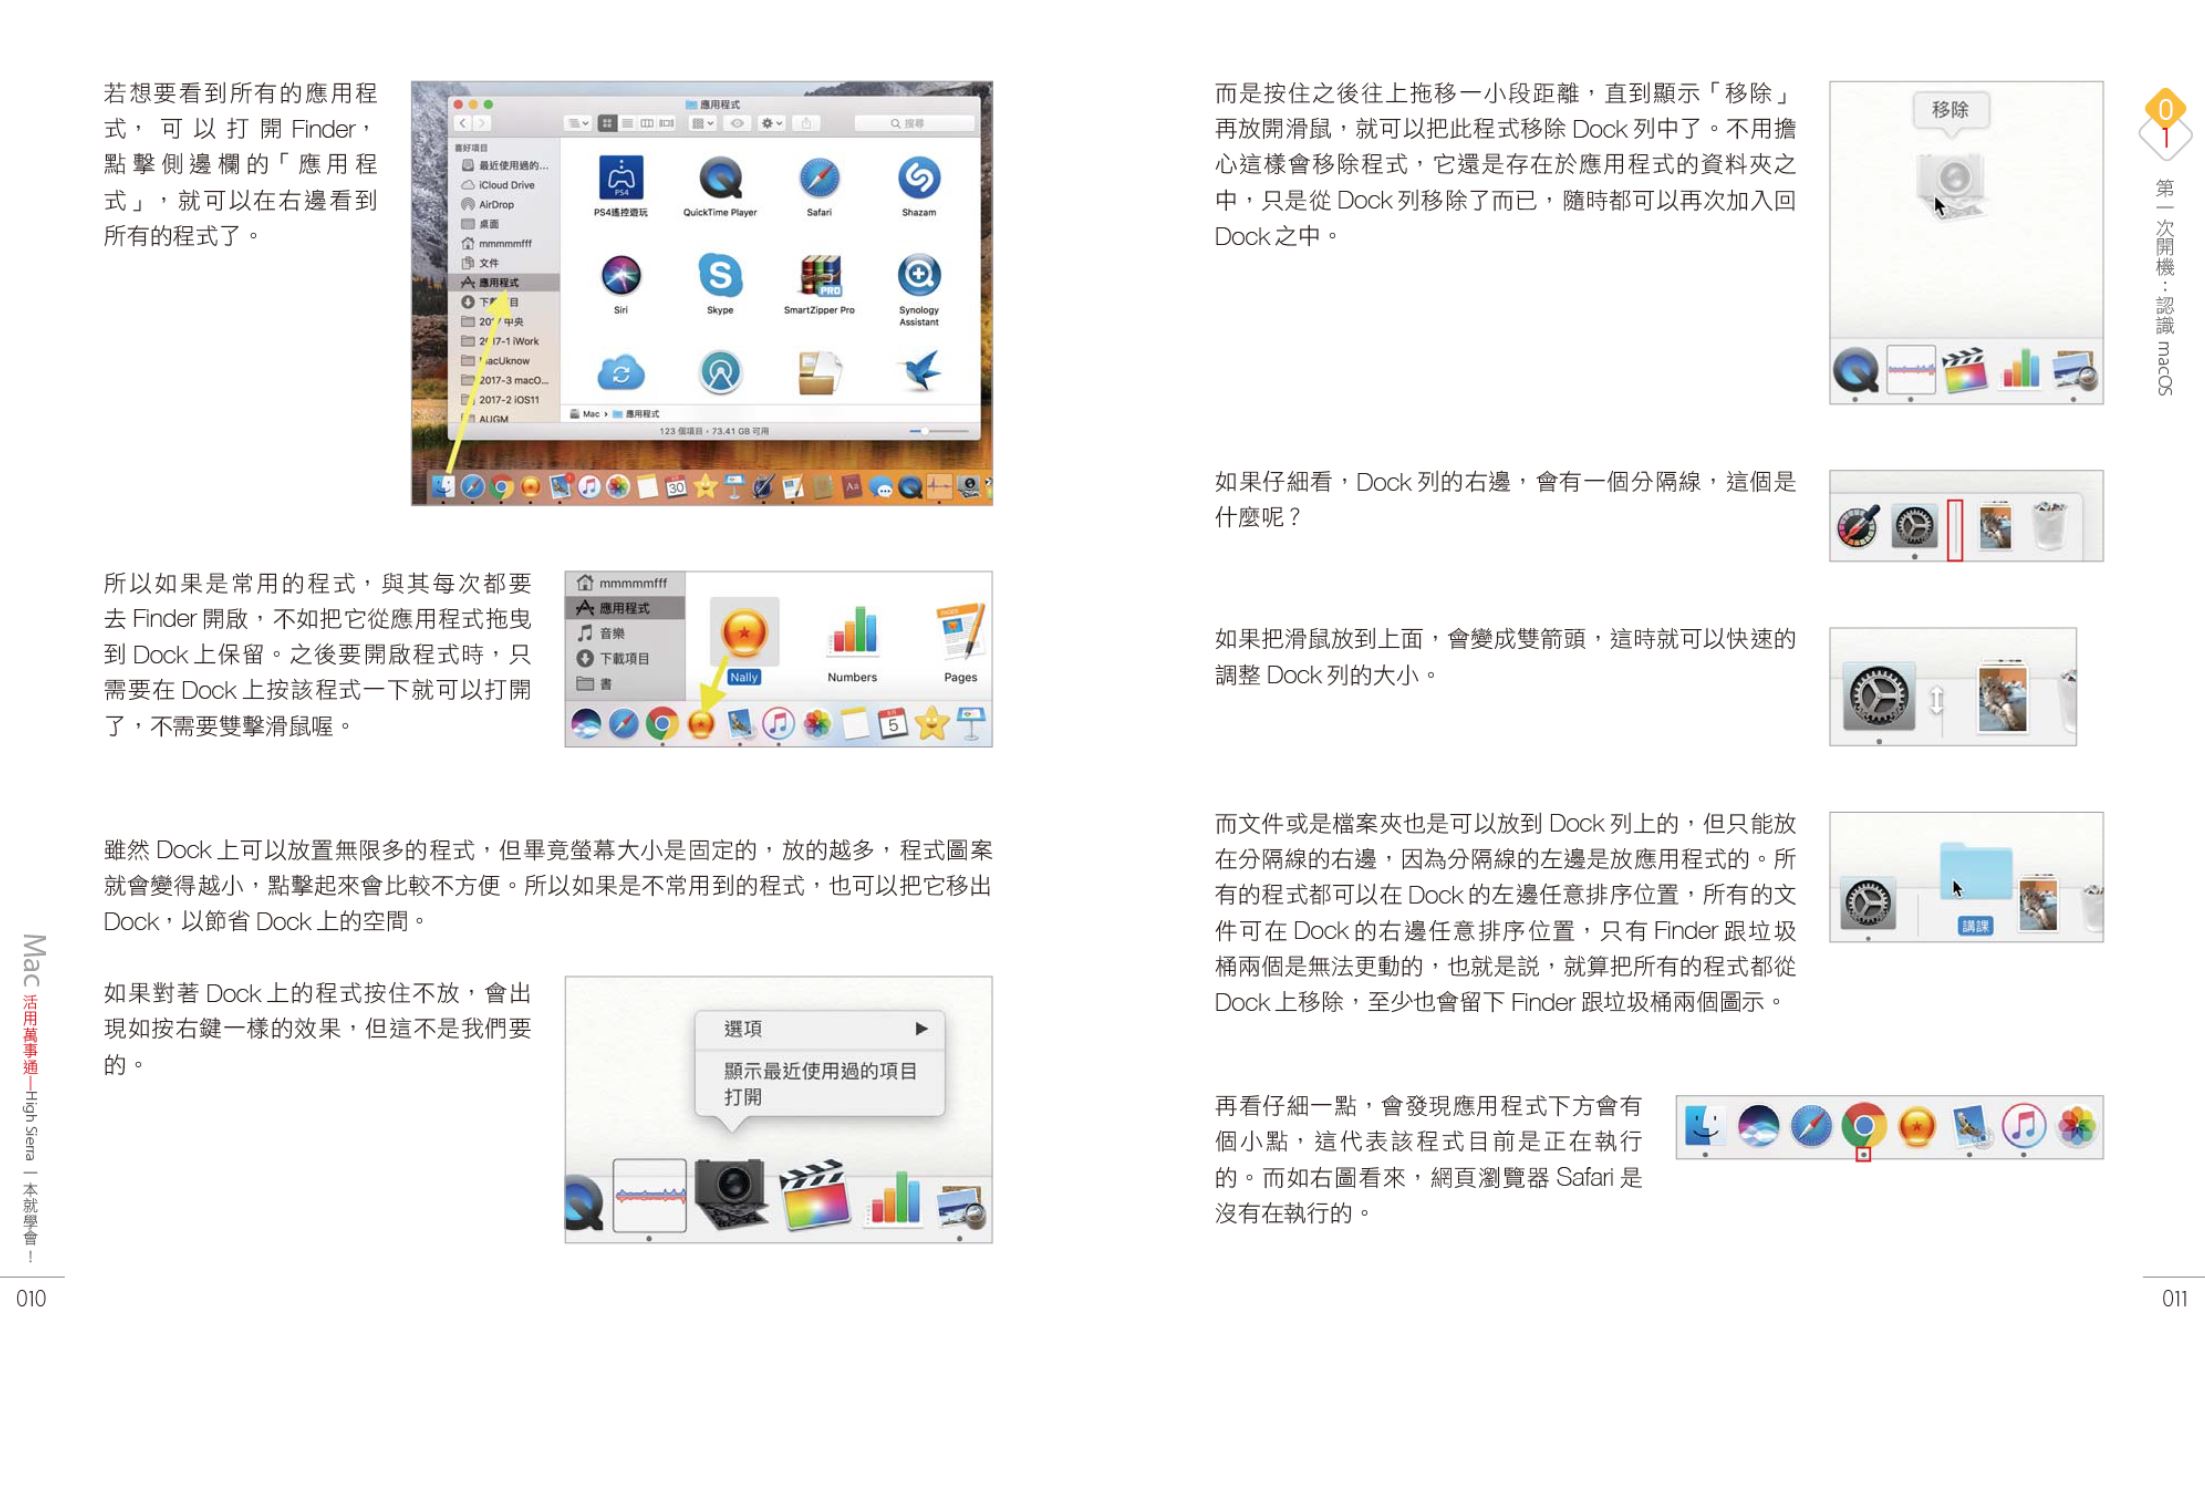 若想要看到所有的應用程
式，可以打開 Finder，
點擊側邊欄的「應用程
式」，就可以在右邊看到
所有的程式了。
應用程式
搜尋
喜好項目
最近使用過的...
iCloud Drive
AirDrop
桌面
mmmmmfff
文件
應用程式
2017-1 iWork
MacUknow
2017-3 macO...
2017-2 iOS11
AUGM
PS4
PS4遙控遊玩
QuickTime Player
Safari
Shazam
Siri
Skype
PRO
SmartZipper Pro
Synology
Assistant
Mac › 應用程式
123 個項目，73.41 GB 可用
30
所以如果是常用的程式，與其每次都要
去 Finder 開啟，不如把它從應用程式拖曳
到 Dock 上保留。之後要開啟程式時，只
需要在 Dock 上按該程式一下就可以打開
了，不需要雙擊滑鼠喔。
mmmmmfff
應用程式
音樂
下載項目
書
Nally
Numbers
Pages
5
雖然 Dock 上可以放置無限多的程式，但畢竟螢幕大小是固定的，放的越多，程式圖案
就會變得越小，點擊起來會比較不方便。所以如果是不常用到的程式，也可以把它移出
Dock，以節省 Dock 上的空間。
如果對著 Dock 上的程式按住不放，會出
現如按右鍵一樣的效果，但這不是我們要
的。
選項
顯示最近使用過的項目
打開
Mac 活用萬事通—High Sierra 一本就學會！
010
而是按住之後往上拖移一小段距離，直到顯示「移除」
再放開滑鼠，就可以把此程式移除 Dock 列中了。不用擔
心這樣會移除程式，它還是存在於應用程式的資料夾之
中，只是從 Dock 列移除了而已，隨時都可以再次加入回
Dock 之中。
移除
如果仔細看，Dock 列的右邊，會有一個分隔線，這個是
什麼呢？
如果把滑鼠放到上面，會變成雙箭頭，這時就可以快速的
調整 Dock 列的大小。
而文件或是檔案夾也是可以放到 Dock 列上的，但只能放
在分隔線的右邊，因為分隔線的左邊是放應用程式的。所
有的程式都可以在 Dock 的左邊任意排序位置，所有的文
件可在 Dock 的右邊任意排序位置，只有 Finder 跟垃圾
桶兩個是無法更動的，也就是說，就算把所有的程式都從
Dock 上移除，至少也會留下 Finder 跟垃圾桶兩個圖示。
講課
再看仔細一點，會發現應用程式下方會有
個小點，這代表該程式目前是正在執行
的。而如右圖看來，網頁瀏覽器 Safari 是
沒有在執行的。
0
1
第一次開機：認識 macOS
011